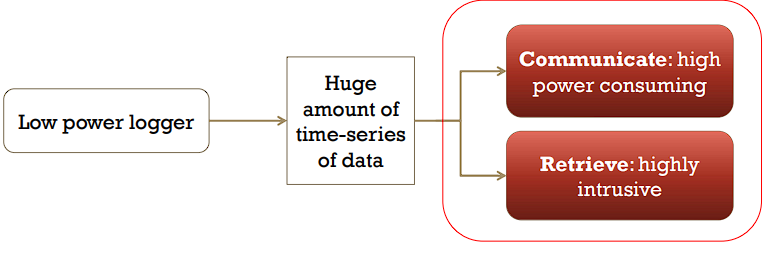 Low power logger
Huge
amount of
time-series
of data
Communicate: high
power consuming
Retrieve: highly
intrusive